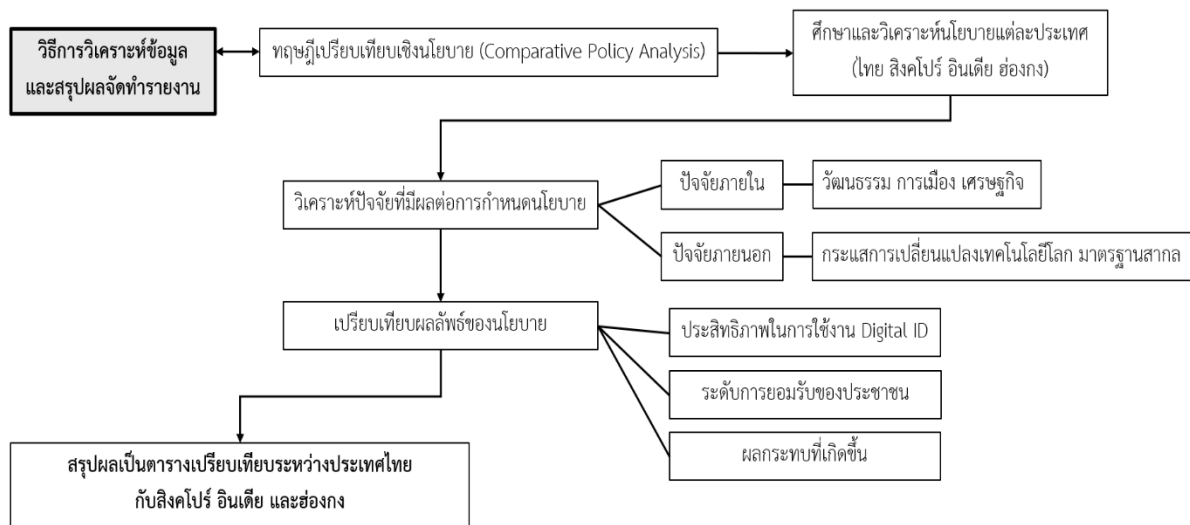 วิธีการวิเคราะห์ข้อมูล
และสรุปผลจัดทำรายงาน
ทฤษฎีเปรียบเทียบเชิงนโยบาย (Comparative Policy Analysis)
ศึกษาและวิเคราะห์นโยบายแต่ละประเทศ
(ไทย สิงคโปร์ อินเดีย ฮ่องกง)
วิเคราะห์ปัจจัยที่มีผลต่อการกำหนดนโยบาย
ปัจจัยภายใน
วัฒนธรรม การเมือง เศรษฐกิจ
ปัจจัยภายนอก
กระแสการเปลี่ยนแปลงเทคโนโลยีโลก มาตรฐานสากล
เปรียบเทียบผลลัพธ์ของนโยบาย
ประสิทธิภาพในการใช้งาน Digital ID
ระดับการยอมรับของประชาชน
ผลกระทบที่เกิดขึ้น
สรุปผลเป็นตารางเปรียบเทียบระหว่างประเทศไทย
กับสิงคโปร์ อินเดีย และฮ่องกง